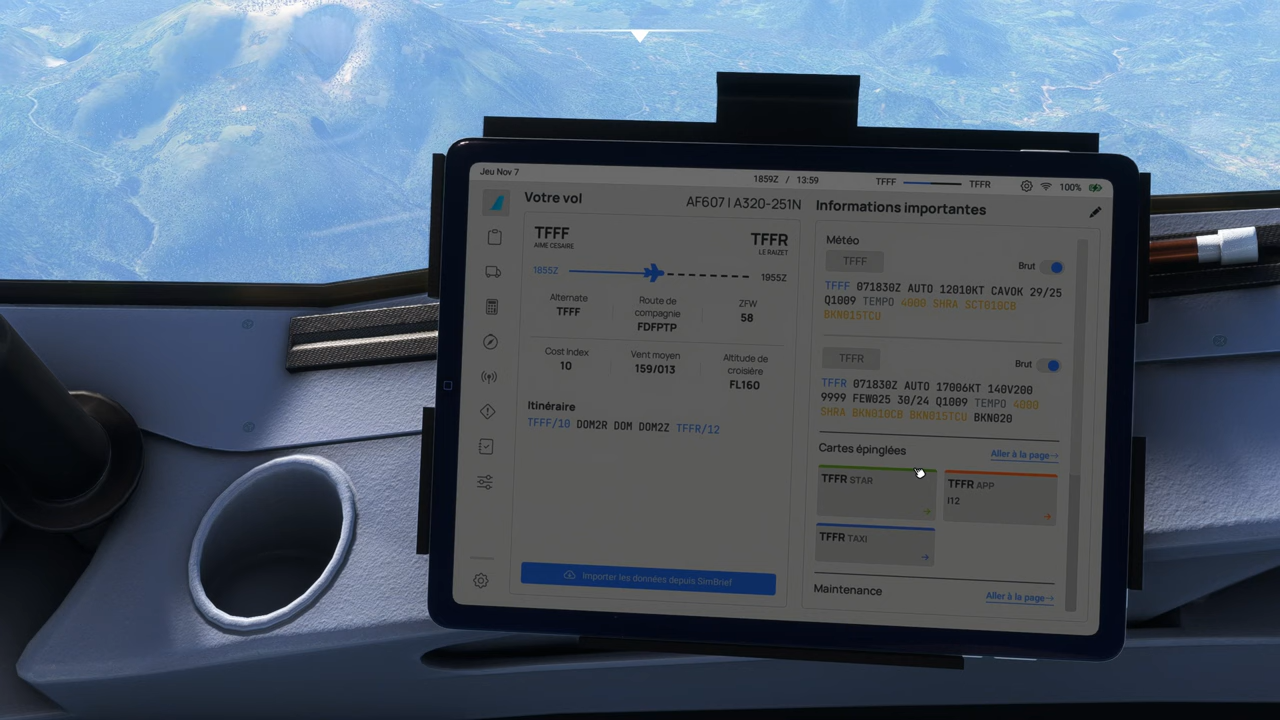 Jeu Nov 7
1859Z / 13:59
TFFF TFFR
100%
Votre vol
AF607 | A320-251N
TFFF
AIME CESAIRE
TFFR
LE RAIZET
1855Z
1955Z
Alternate
TFFF
Route de
compagnie
FDFPTP
ZFW
58
Cost Index
10
Vent moyen
159/013
Altitude de
croisière
FL160
Itinéraire
TFFF/10 DOM2R DOM DOM2Z TFFR/12
Importer les données depuis SimBrief
Informations importantes
Météo
TFFF
Brut
TFFF 071830Z AUTO 12010KT CAVOK 29/25
Q1009 TEMPO 4000 SHRA SCT010CB
BKN015TCU
TFFR
Brut
TFFR 071830Z AUTO 17006KT 140V200
9999 FEW025 30/24 Q1009 TEMPO 4000
SHRA BKN010CB BKN015TCU BKN020
Cartes épinglées
Aller à la page→
TFFR STAR
TFFR APP
I12
TFFR TAXI
Maintenance
Aller à la page→